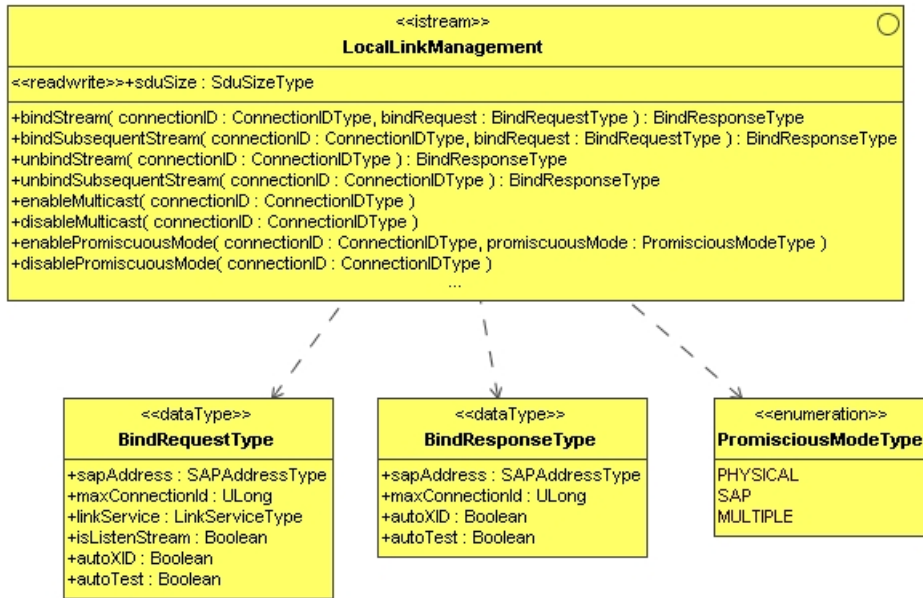 <<istream>>
LocalLinkManagement
<<readwrite>>+sduSize : SduSizeType
+bindStream( connectionID : ConnectionIDType, bindRequest : BindRequestType ) : BindResponseType
+bindSubsequentStream( connectionID : ConnectionIDType, bindRequest : BindRequestType ) : BindResponseType
+unbindStream( connectionID : ConnectionIDType ) : BindResponseType
+unbindSubsequentStream( connectionID : ConnectionIDType ) : BindResponseType
+enableMulticast( connectionID : ConnectionIDType )
+disableMulticast( connectionID : ConnectionIDType )
+enablePromiscuousMode( connectionID : ConnectionIDType, promiscuousMode : PromisciousModeType )
+disablePromiscuousMode( connectionID : ConnectionIDType )
...
<<dataType>>
BindRequestType
+sapAddress : SAPAddressType
+maxConnectionId : ULong
+linkService : LinkServiceType
+isListenStream : Boolean
+autoXID : Boolean
+autoTest : Boolean
<<dataType>>
BindResponseType
+sapAddress : SAPAddressType
+maxConnectionId : ULong
+autoXID : Boolean
+autoTest : Boolean
<<enumeration>>
PromisciousModeType
PHYSICAL
SAP
MULTIPLE